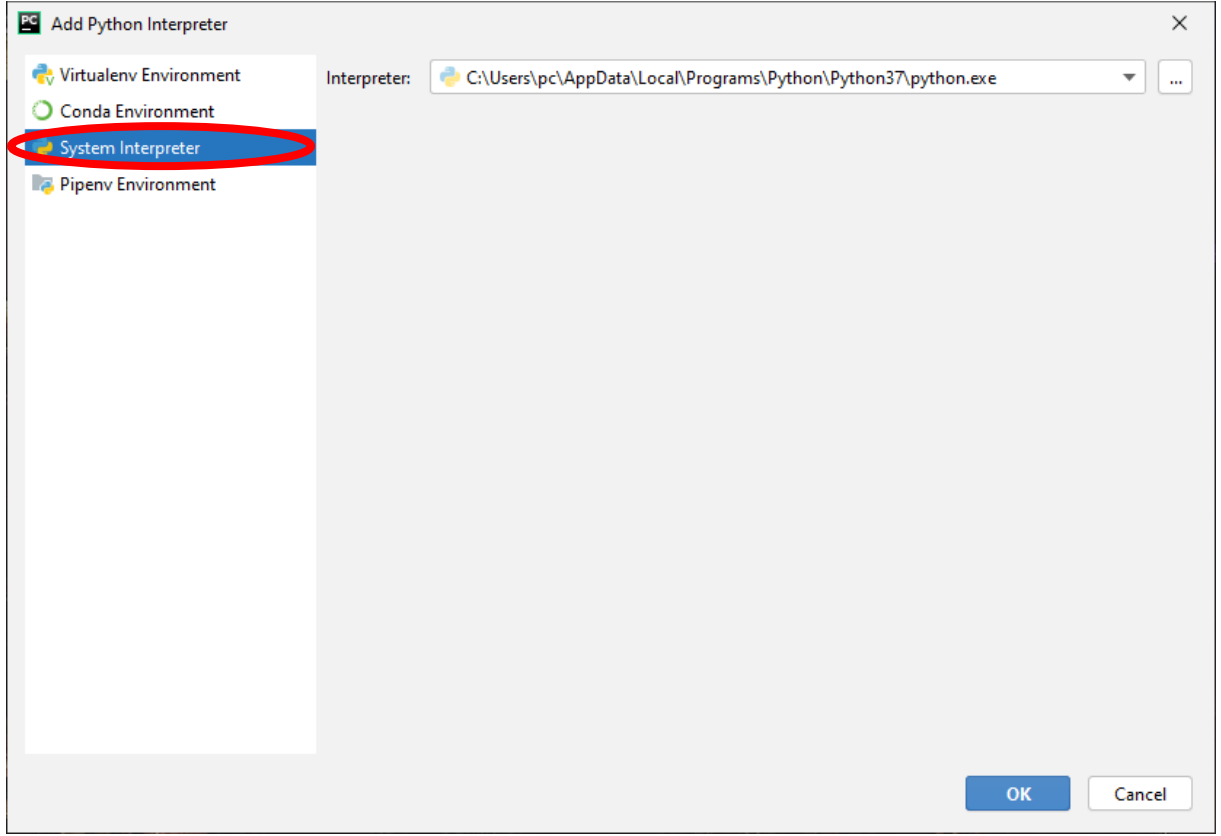 PC Add Python Interpreter
Virtualenv Environment
Conda Environment
System Interpreter
Pipenv Environment
Interpreter: C:\Users\pc\AppData\Local\Programs\Python\Python37\python.exe ...
OK Cancel